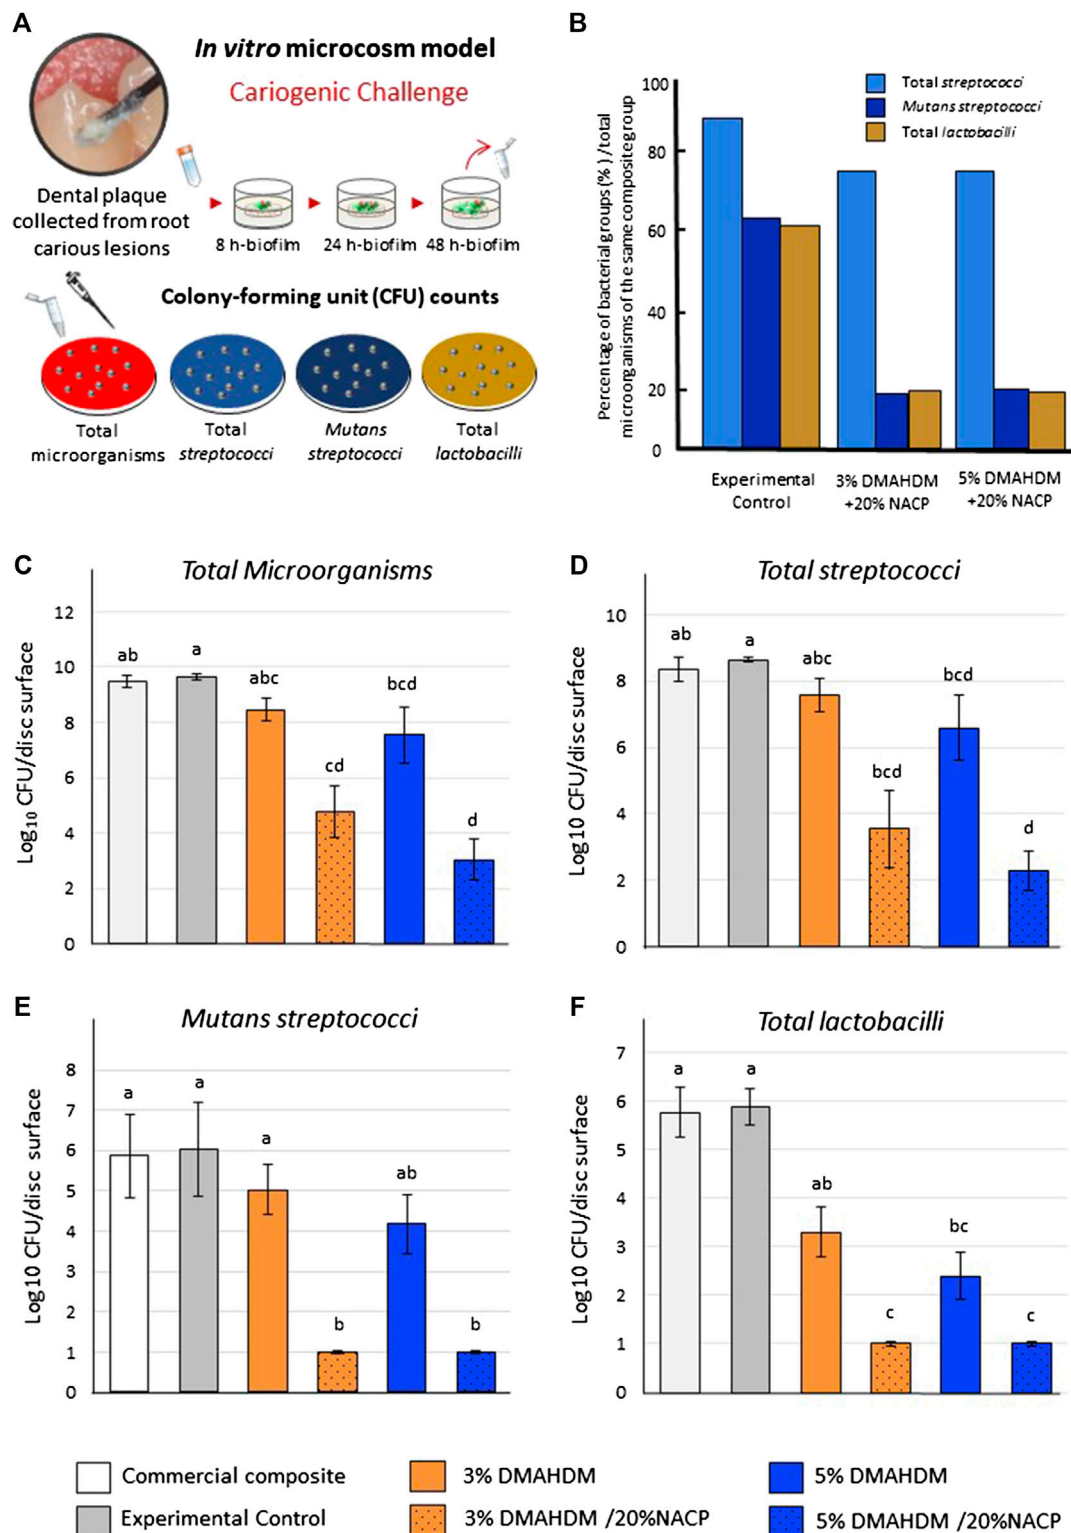 A
In vitro microcosm model
Cariogenic Challenge
Dental plaque
collected from root
carious lesions
8 h-biofilm
24 h-biofilm
48 h-biofilm
Colony-forming unit (CFU) counts
Total
microorganisms
Total
streptococci
Mutans
streptococci
Total
lactobacilli
B
Percentage of bacterial groups (%) /total
microorganisms of the same composite group
100
80
60
40
20
0
Total streptococci
Mutans streptococci
Total lactobacilli
Experimental
Control
3% DMAHDM
+20% NACP
5% DMAHDM
+20% NACP
C
Total Microorganisms
Log10 CFU/disc surface
12
10
8
6
4
2
0
ab
a
abc
cd
bcd
d
D
Total streptococci
Log10 CFU/disc surface
10
8
6
4
2
0
ab
a
abc
bcd
bcd
d
E
Mutans streptococci
Log10 CFU/disc surface
8
7
6
5
4
3
2
1
0
a
a
a
b
ab
b
F
Total lactobacilli
Log10 CFU/disc surface
7
6
5
4
3
2
1
0
a
a
ab
c
bc
c
Commercial composite
3% DMAHDM
5% DMAHDM
Experimental Control
3% DMAHDM /20%NACP
5% DMAHDM /20%NACP